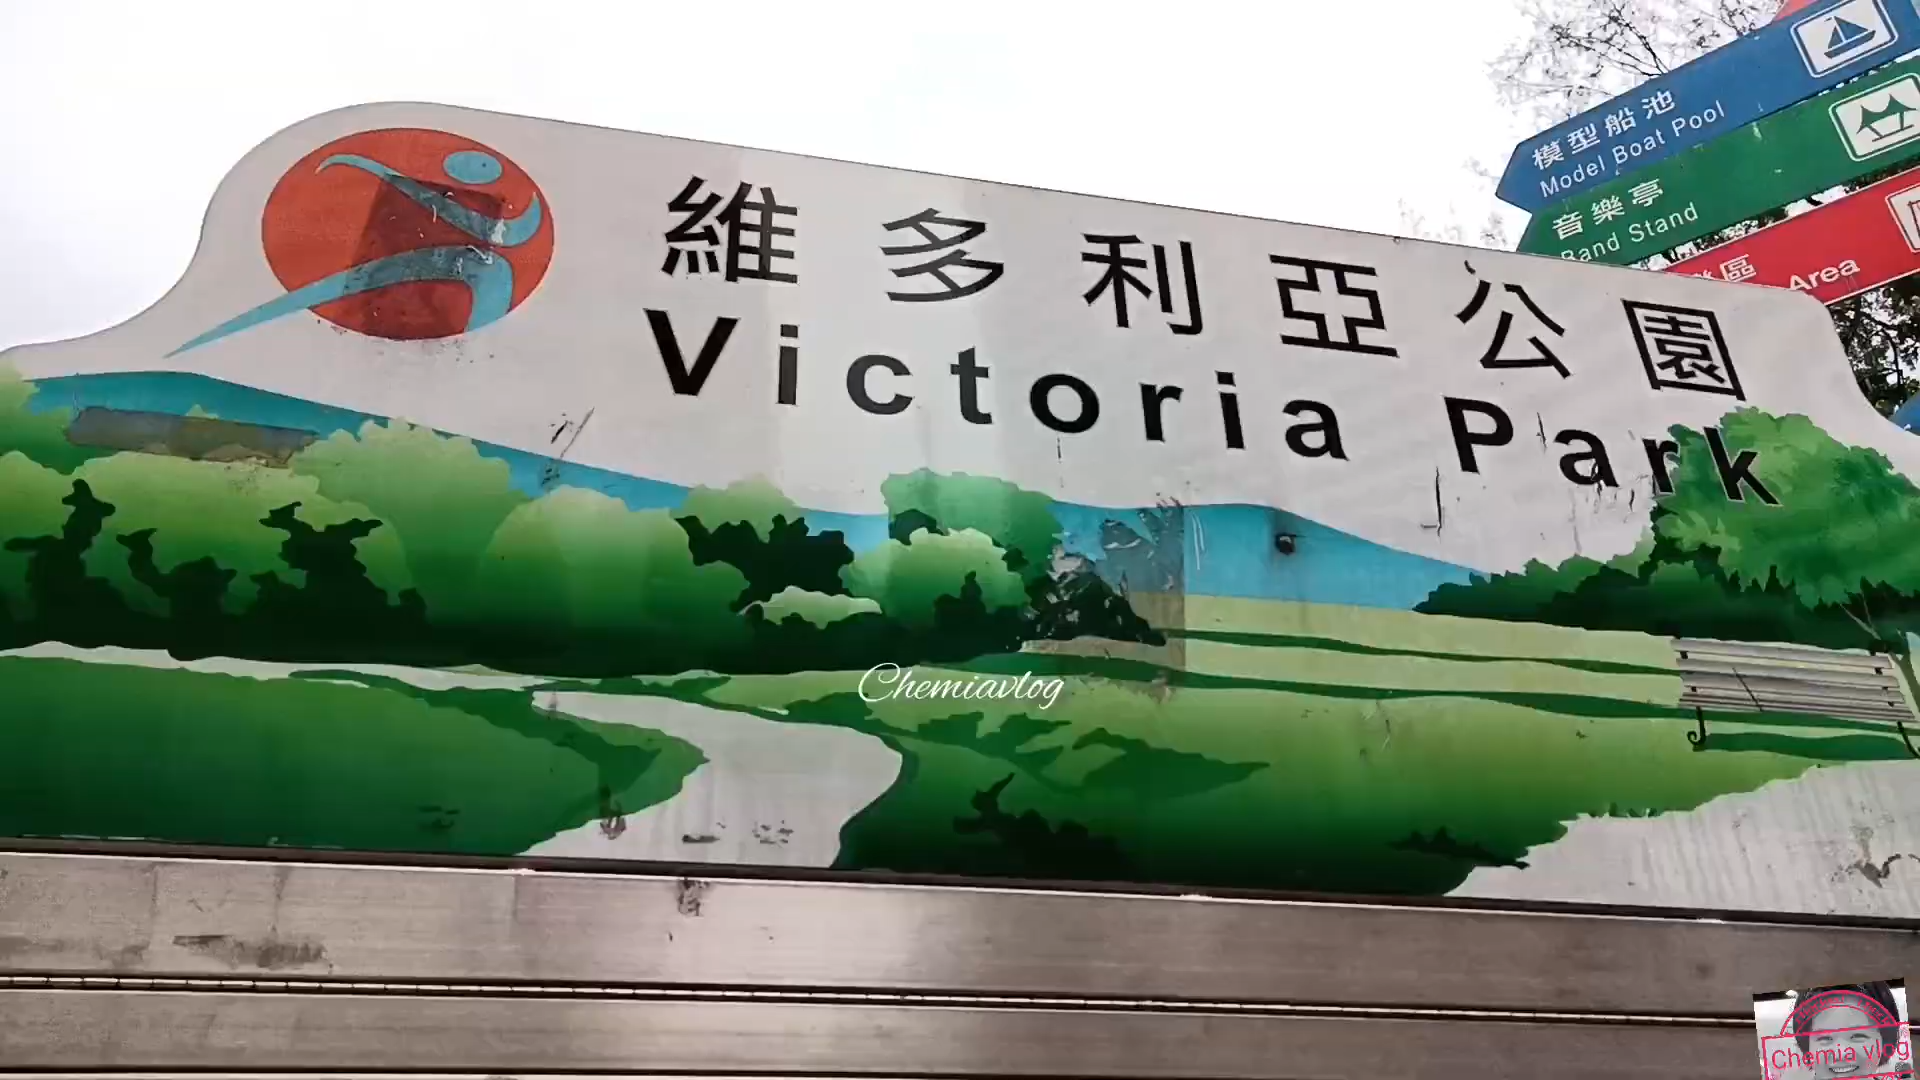 維多利亞公園
Victoria Park
模型船池
Model Boat Pool
音樂亭
Band Stand
區
Area
Chemiavlog
Chemia vlog